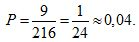 P = 9/216 = 1/24 ≈ 0,04.